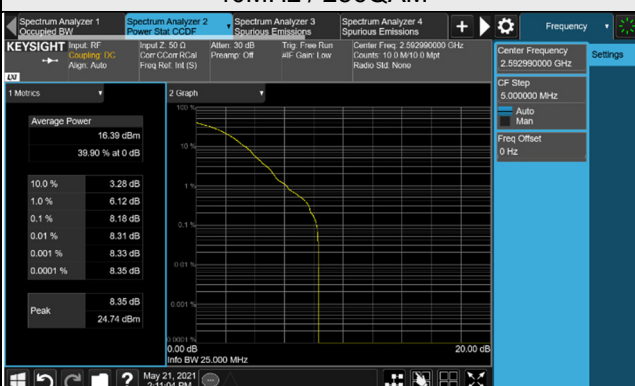 10MHz / 256QAM
Spectrum Analyzer 1
Occupied BW
Spectrum Analyzer 2
Power Stat CCDF
Spectrum Analyzer 3
Spurious Emissions
Spectrum Analyzer 4
Spurious Emissions
Frequency
KEYSIGHT
Input: RF
Coupling: DC
Align: Auto
Input Z: 50 Ω
Corr CCorr RCal
Freq Ref: Int (S)
Atten: 30 dB
Preamp: Off
Trig: Free Run
#IF Gain: Low
Center Freq: 2.592990000 GHz
Counts: 10.0 M/10.0 Mpt
Radio Std: None
LXI
Center Frequency
2.592990000 GHz
Settings
CF Step
5.000000 MHz
Auto
Man
Freq Offset
0 Hz
1 Metrics
2 Graph
Average Power
16.39 dBm
39.90 % at 0 dB
10.0 % 3.28 dB
1.0 % 6.12 dB
0.1 % 8.18 dB
0.01 % 8.31 dB
0.001 % 8.33 dB
0.0001 % 8.35 dB
Peak
8.35 dB
24.74 dBm
100 %
10 %
1 %
0.1 %
0.01 %
0.001 %
0.0001 %
0.00 dB
20.00 dB
Info BW 25.000 MHz
May 21, 2021
2:11:04 PM